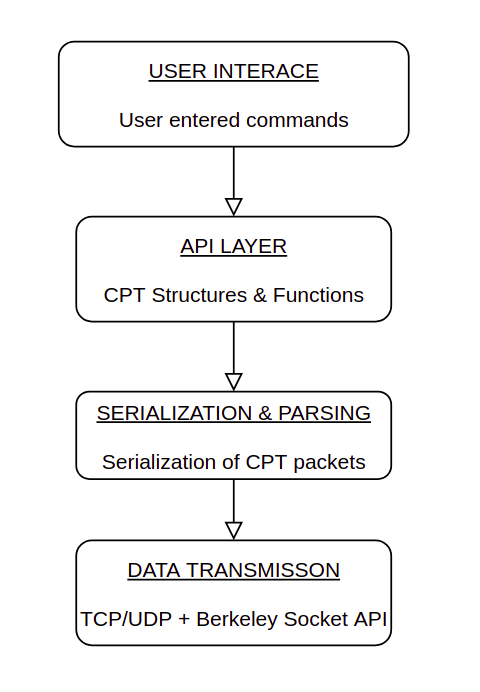 USER INTERACE
User entered commands
API LAYER
CPT Structures & Functions
SERIALIZATION & PARSING
Serialization of CPT packets
DATA TRANSMISSON
TCP/UDP + Berkeley Socket API